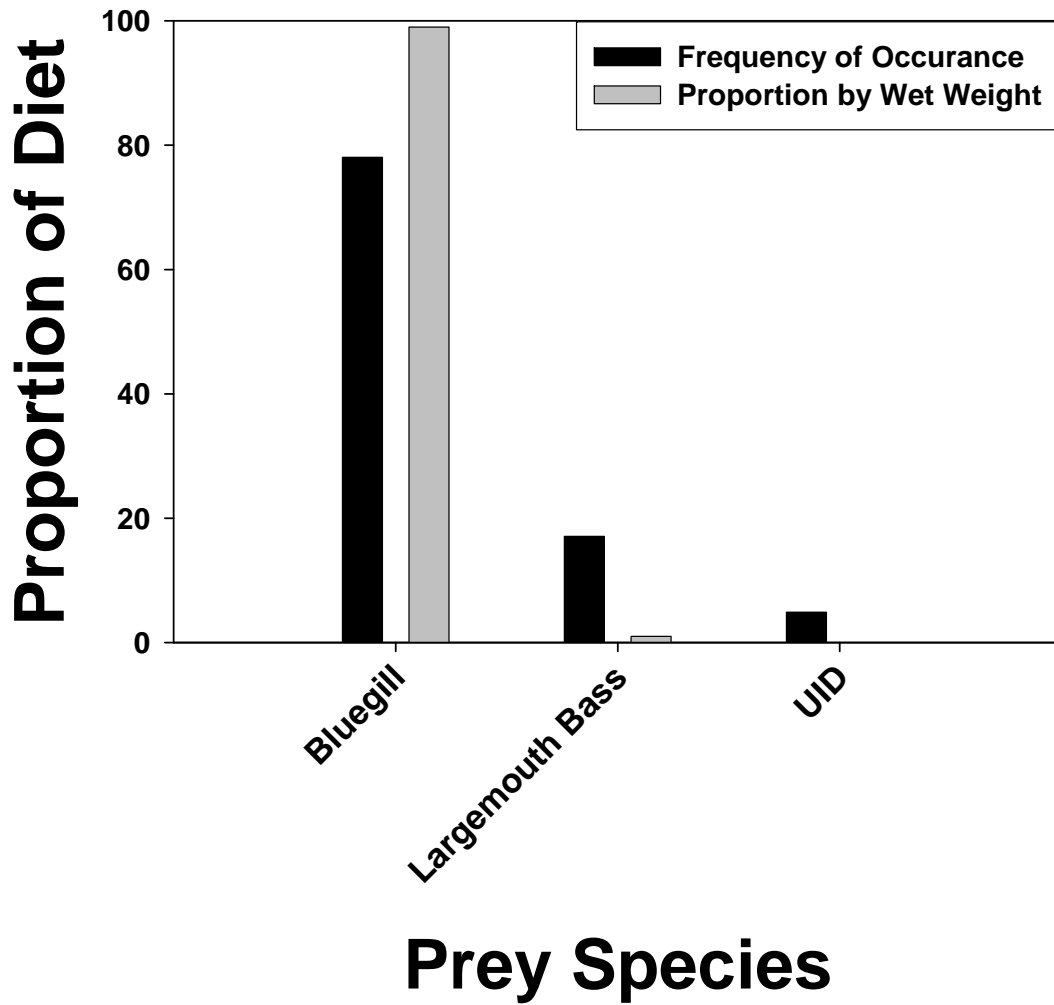 Proportion of Diet
100
80
60
40
20
0
Frequency of Occurance
Proportion by Wet Weight
Bluegill
Largemouth Bass
UID
Prey Species